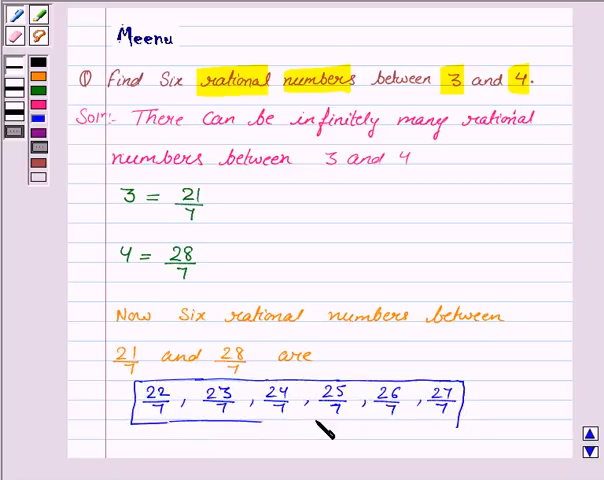 Meenu
Q Find Six rational numbers between 3 and 4.
Soln:- There Can be infinitely many rational
numbers between 3 and 4
3 = 21/7
4 = 28/7
Now Six rational numbers between
21/7 and 28/7 are
22/7, 23/7, 24/7, 25/7, 26/7, 27/7